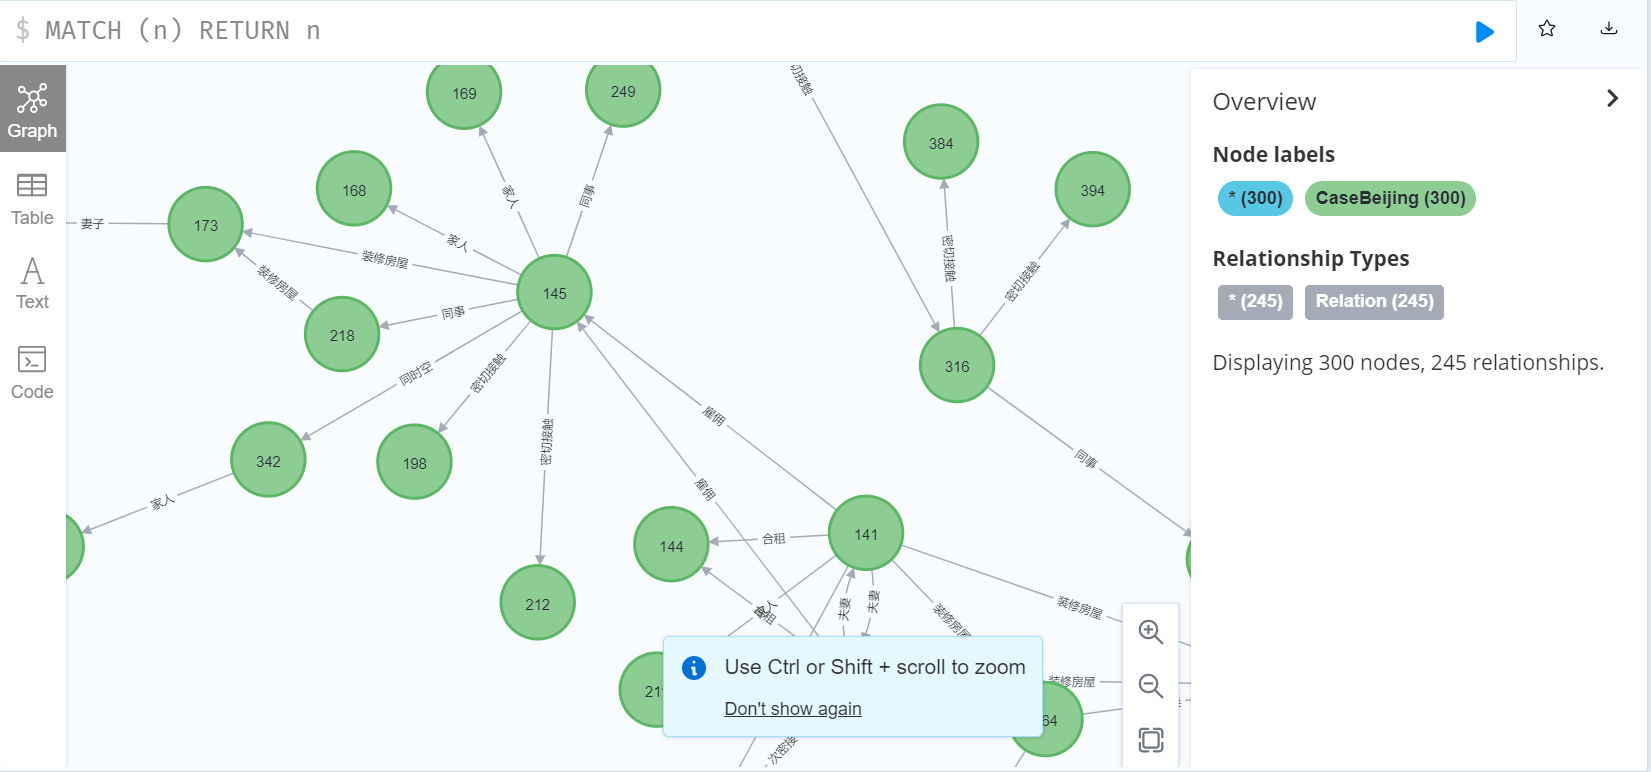 $ MATCH (n) RETURN n
Graph
Table
Text
Code
Overview
Node labels
* (300) CaseBeijing (300)
Relationship Types
* (245) Relation (245)
Displaying 300 nodes, 245 relationships.
169
249
384
394
168
173
145
218
316
342
198
144
141
212
密切接触
家人
同事
妻子
家人
装修房屋
装修房屋
同事
同时空
密切接触
密切接触
家人
密切接触
密切接触
雇佣
雇佣
同事
合租
夫妻
夫妻
装修房屋
装修房屋
装修房屋
Use Ctrl or Shift + scroll to zoom
Don't show again